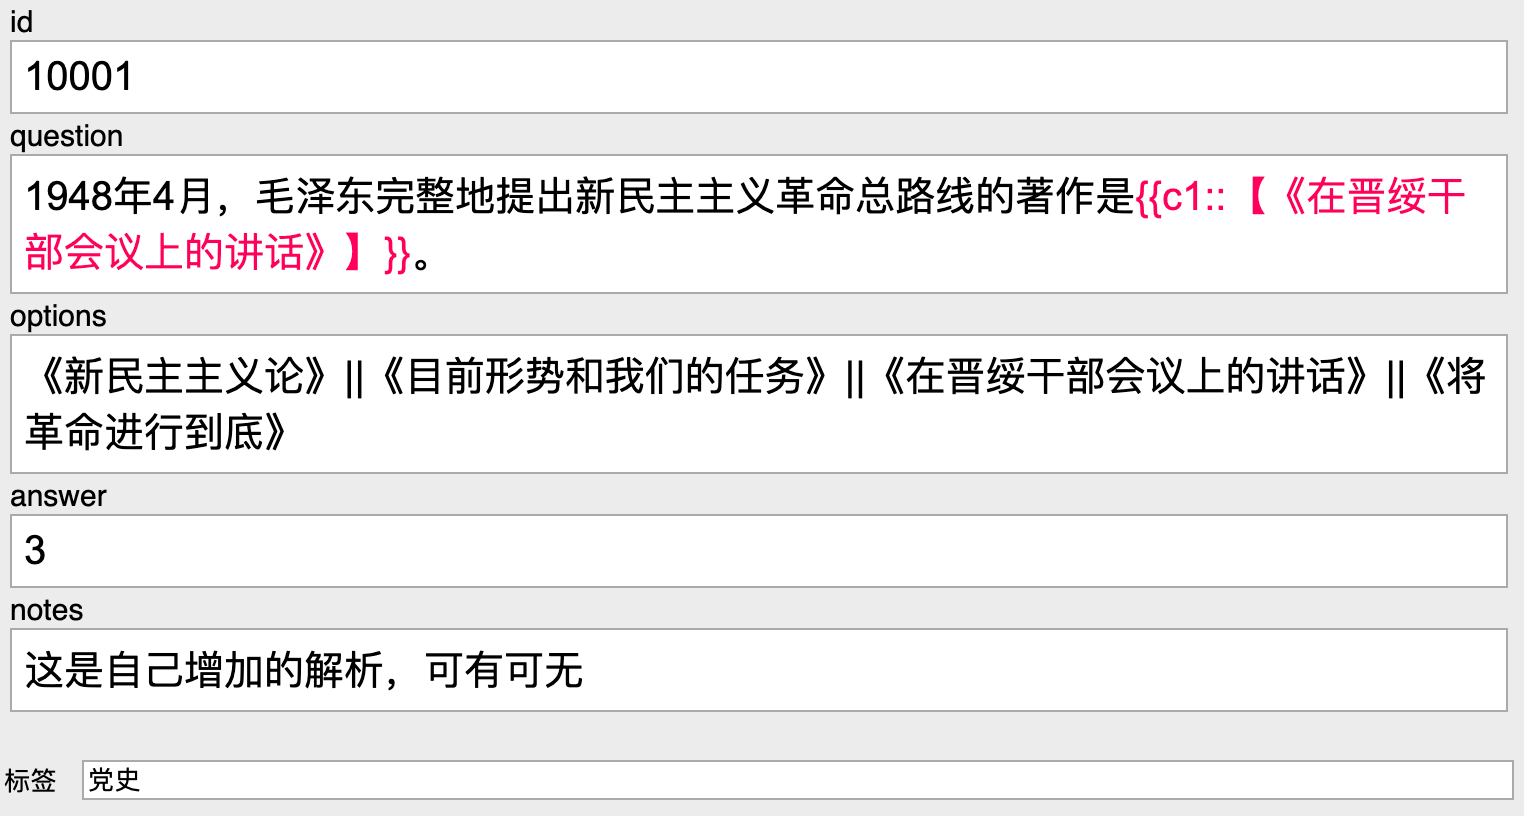 id
10001
question
1948年4月，毛泽东完整地提出新民主主义革命总路线的著作是{{c1::【《在晋绥干
部会议上的讲话》】}}。
options
《新民主主义论》||《目前形势和我们的任务》||《在晋绥干部会议上的讲话》||《将
革命进行到底》
answer
3
notes
这是自己增加的解析，可有可无
标签 党史